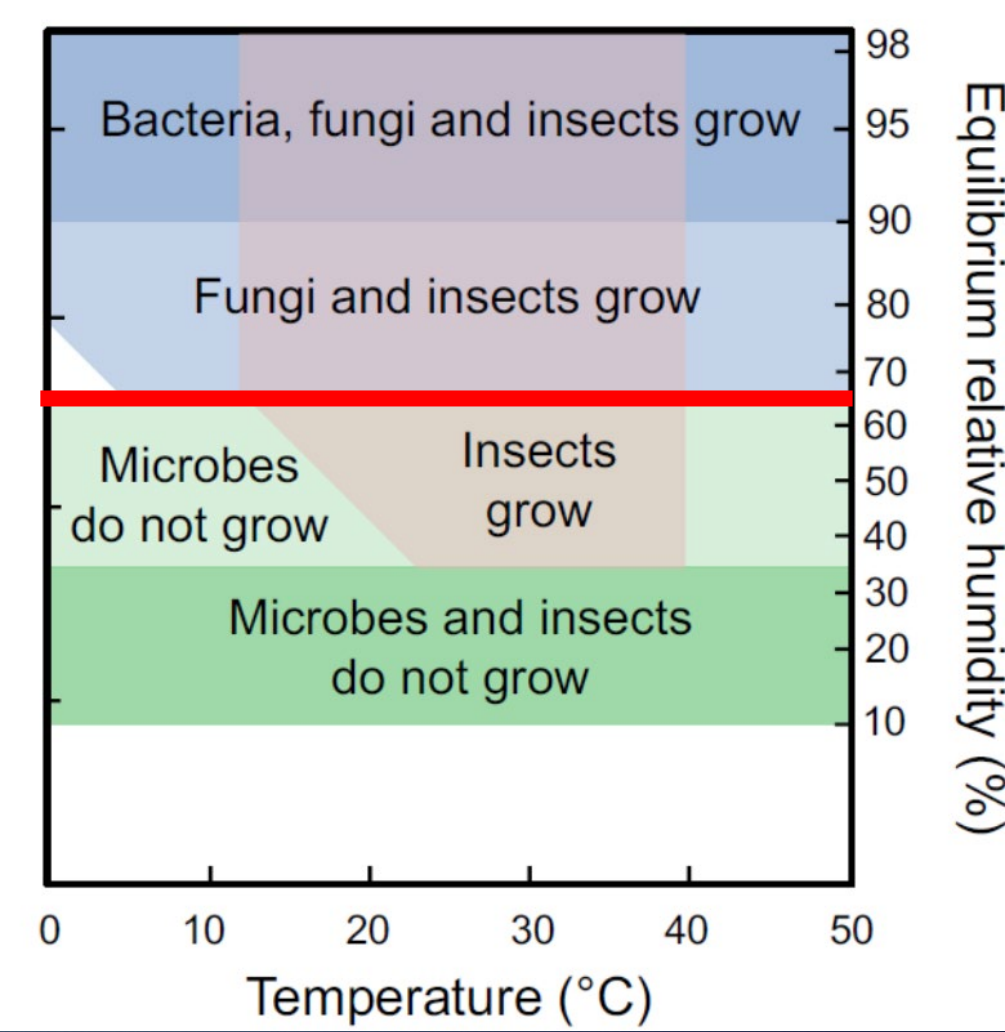 Bacteria, fungi and insects grow
Fungi and insects grow
Microbes
do not grow
Insects
grow
Microbes and insects
do not grow
98
95
90
80
70
60
50
40
30
20
10
Equilibrium relative humidity (%)
0 10 20 30 40 50
Temperature (°C)